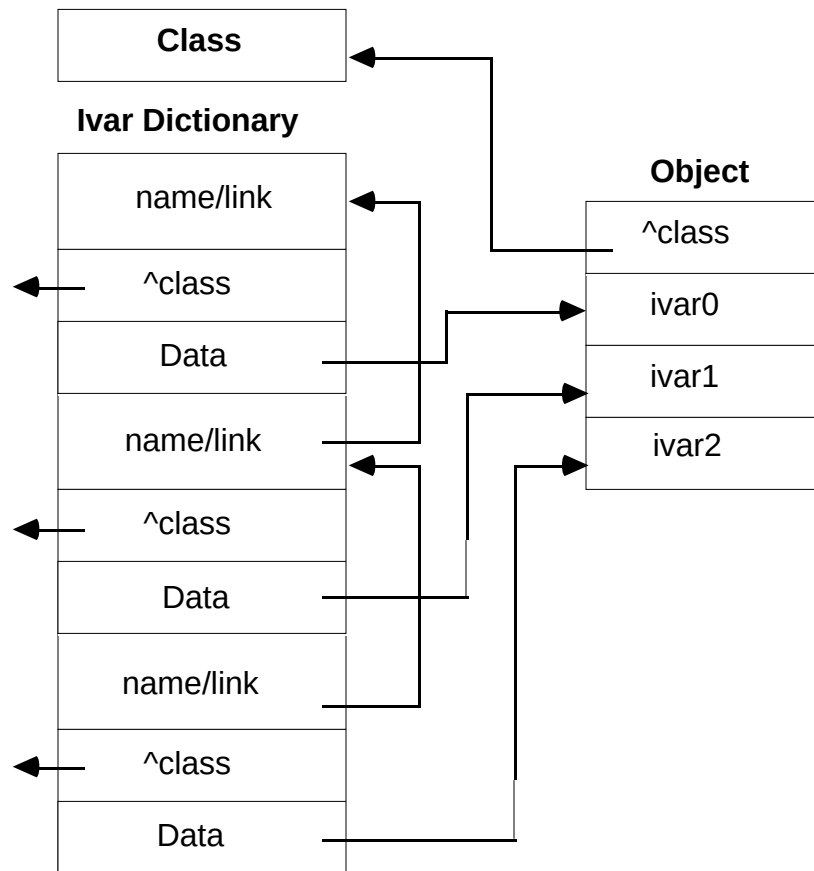 Class
Ivar Dictionary
name/link
^class
Data
name/link
^class
Data
name/link
^class
Data
Object
^class
ivar0
ivar1
ivar2